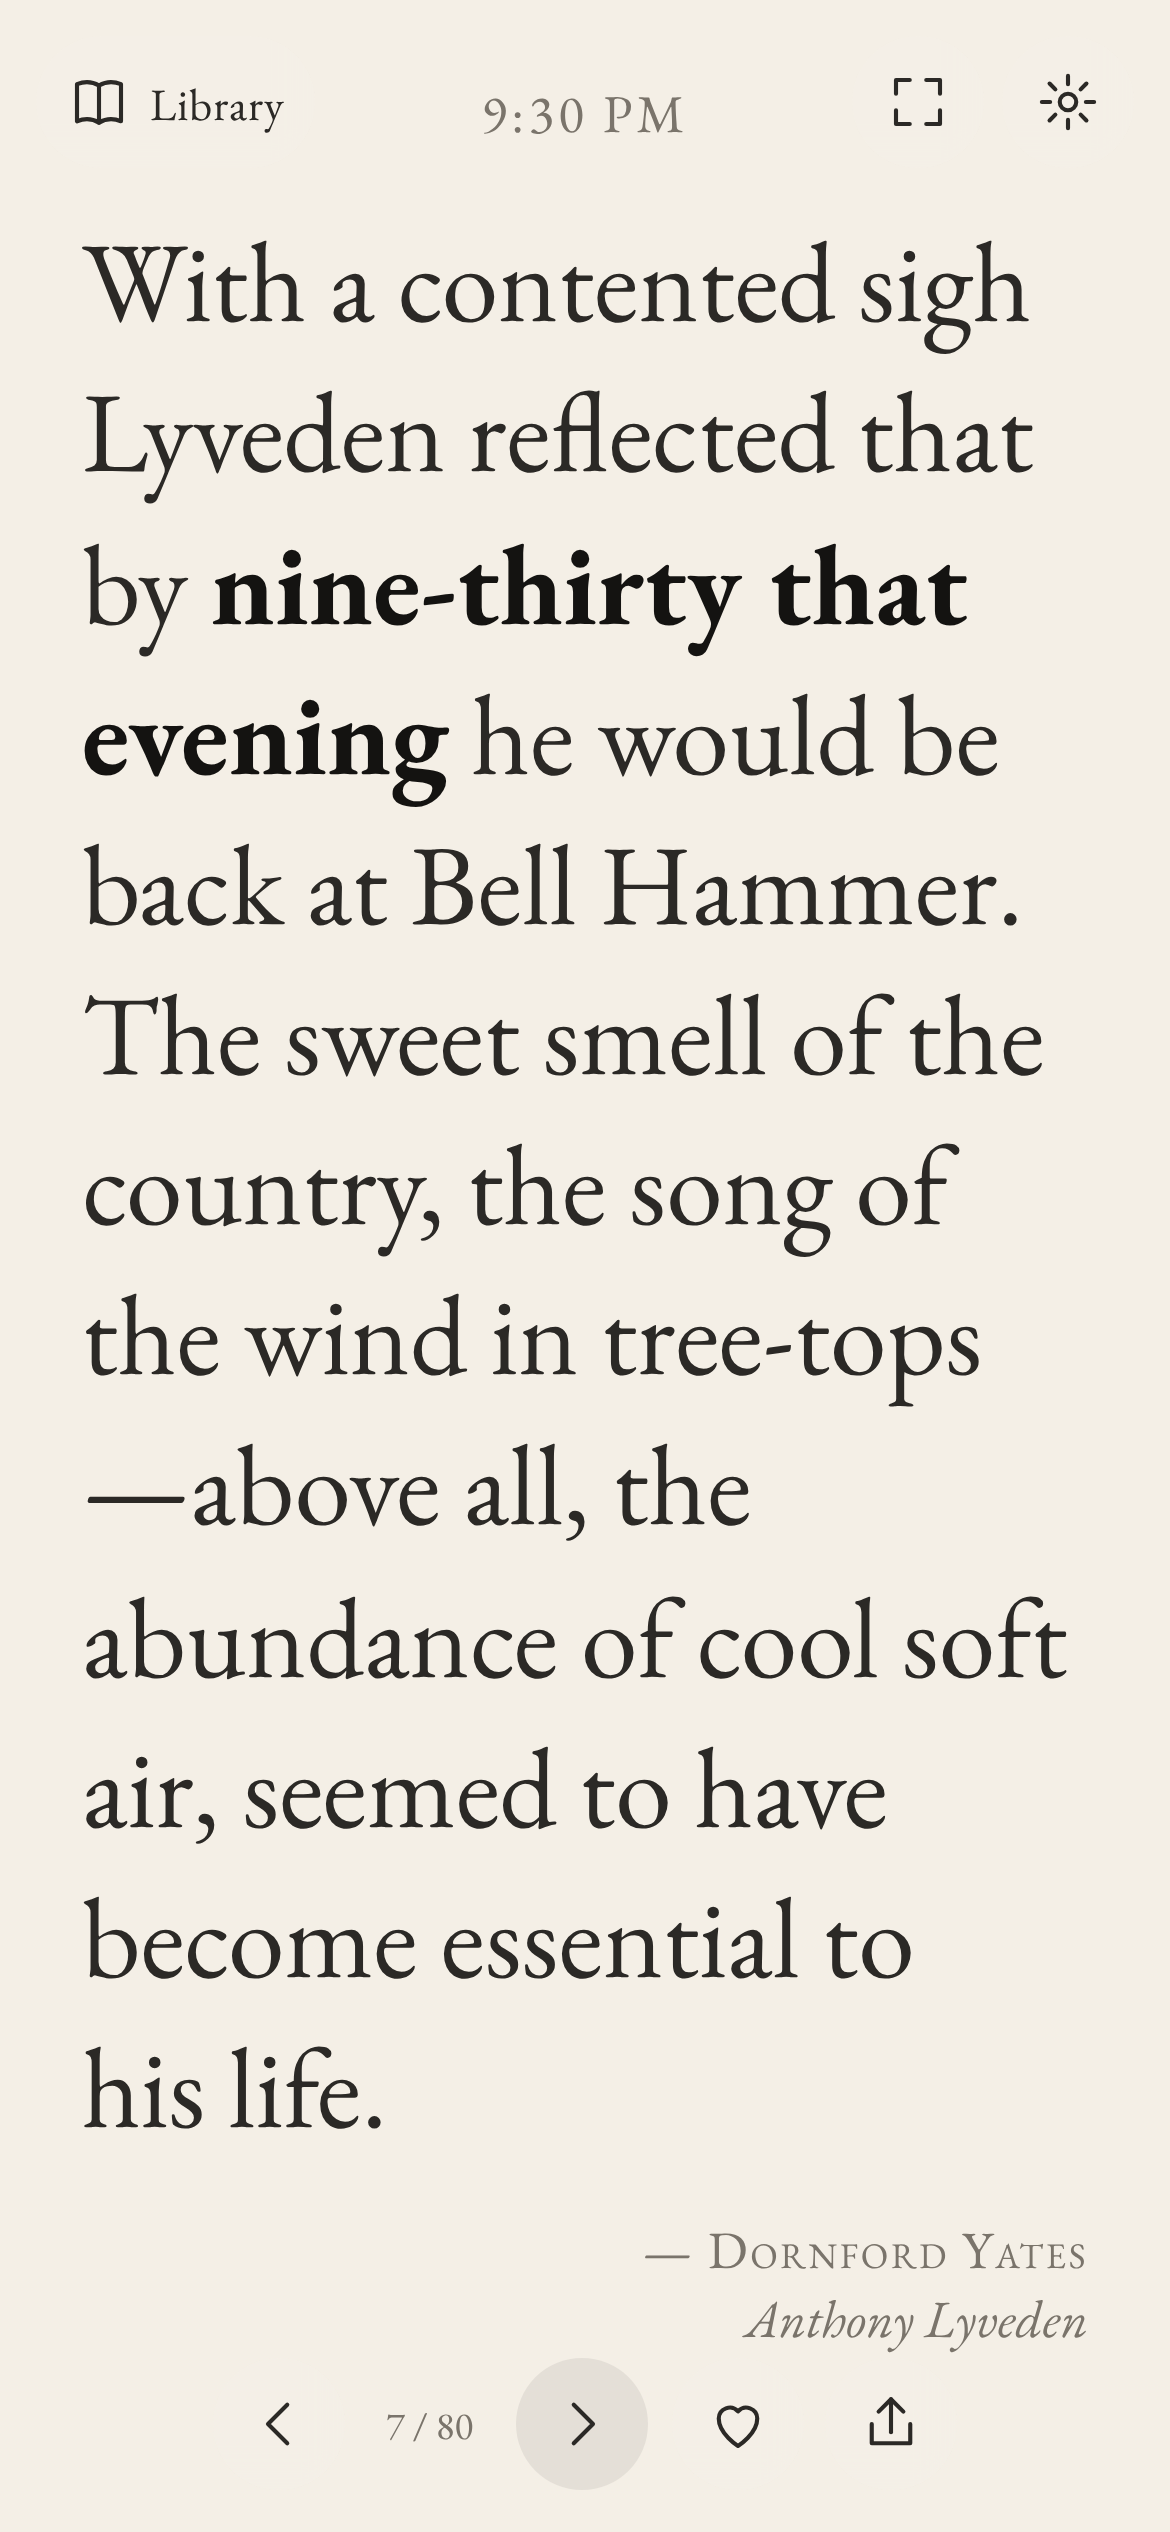 Library
9:30 PM
With a contented sigh
Lyveden reflected that
by nine-thirty that
evening he would be
back at Bell Hammer.
The sweet smell of the
country, the song of
the wind in tree-tops
—above all, the
abundance of cool soft
air, seemed to have
become essential to
his life.
— Dornford Yates
Anthony Lyveden
7 / 80